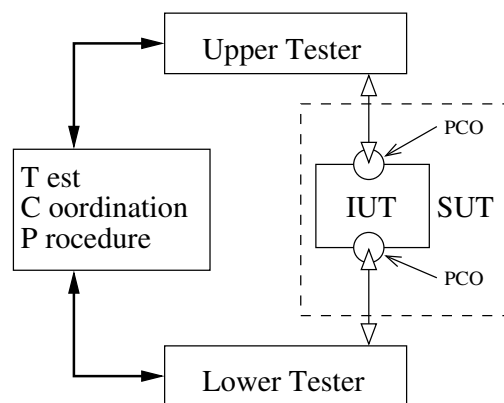 Upper Tester
PCO
T est
C oordination
P rocedure
IUT
SUT
PCO
Lower Tester